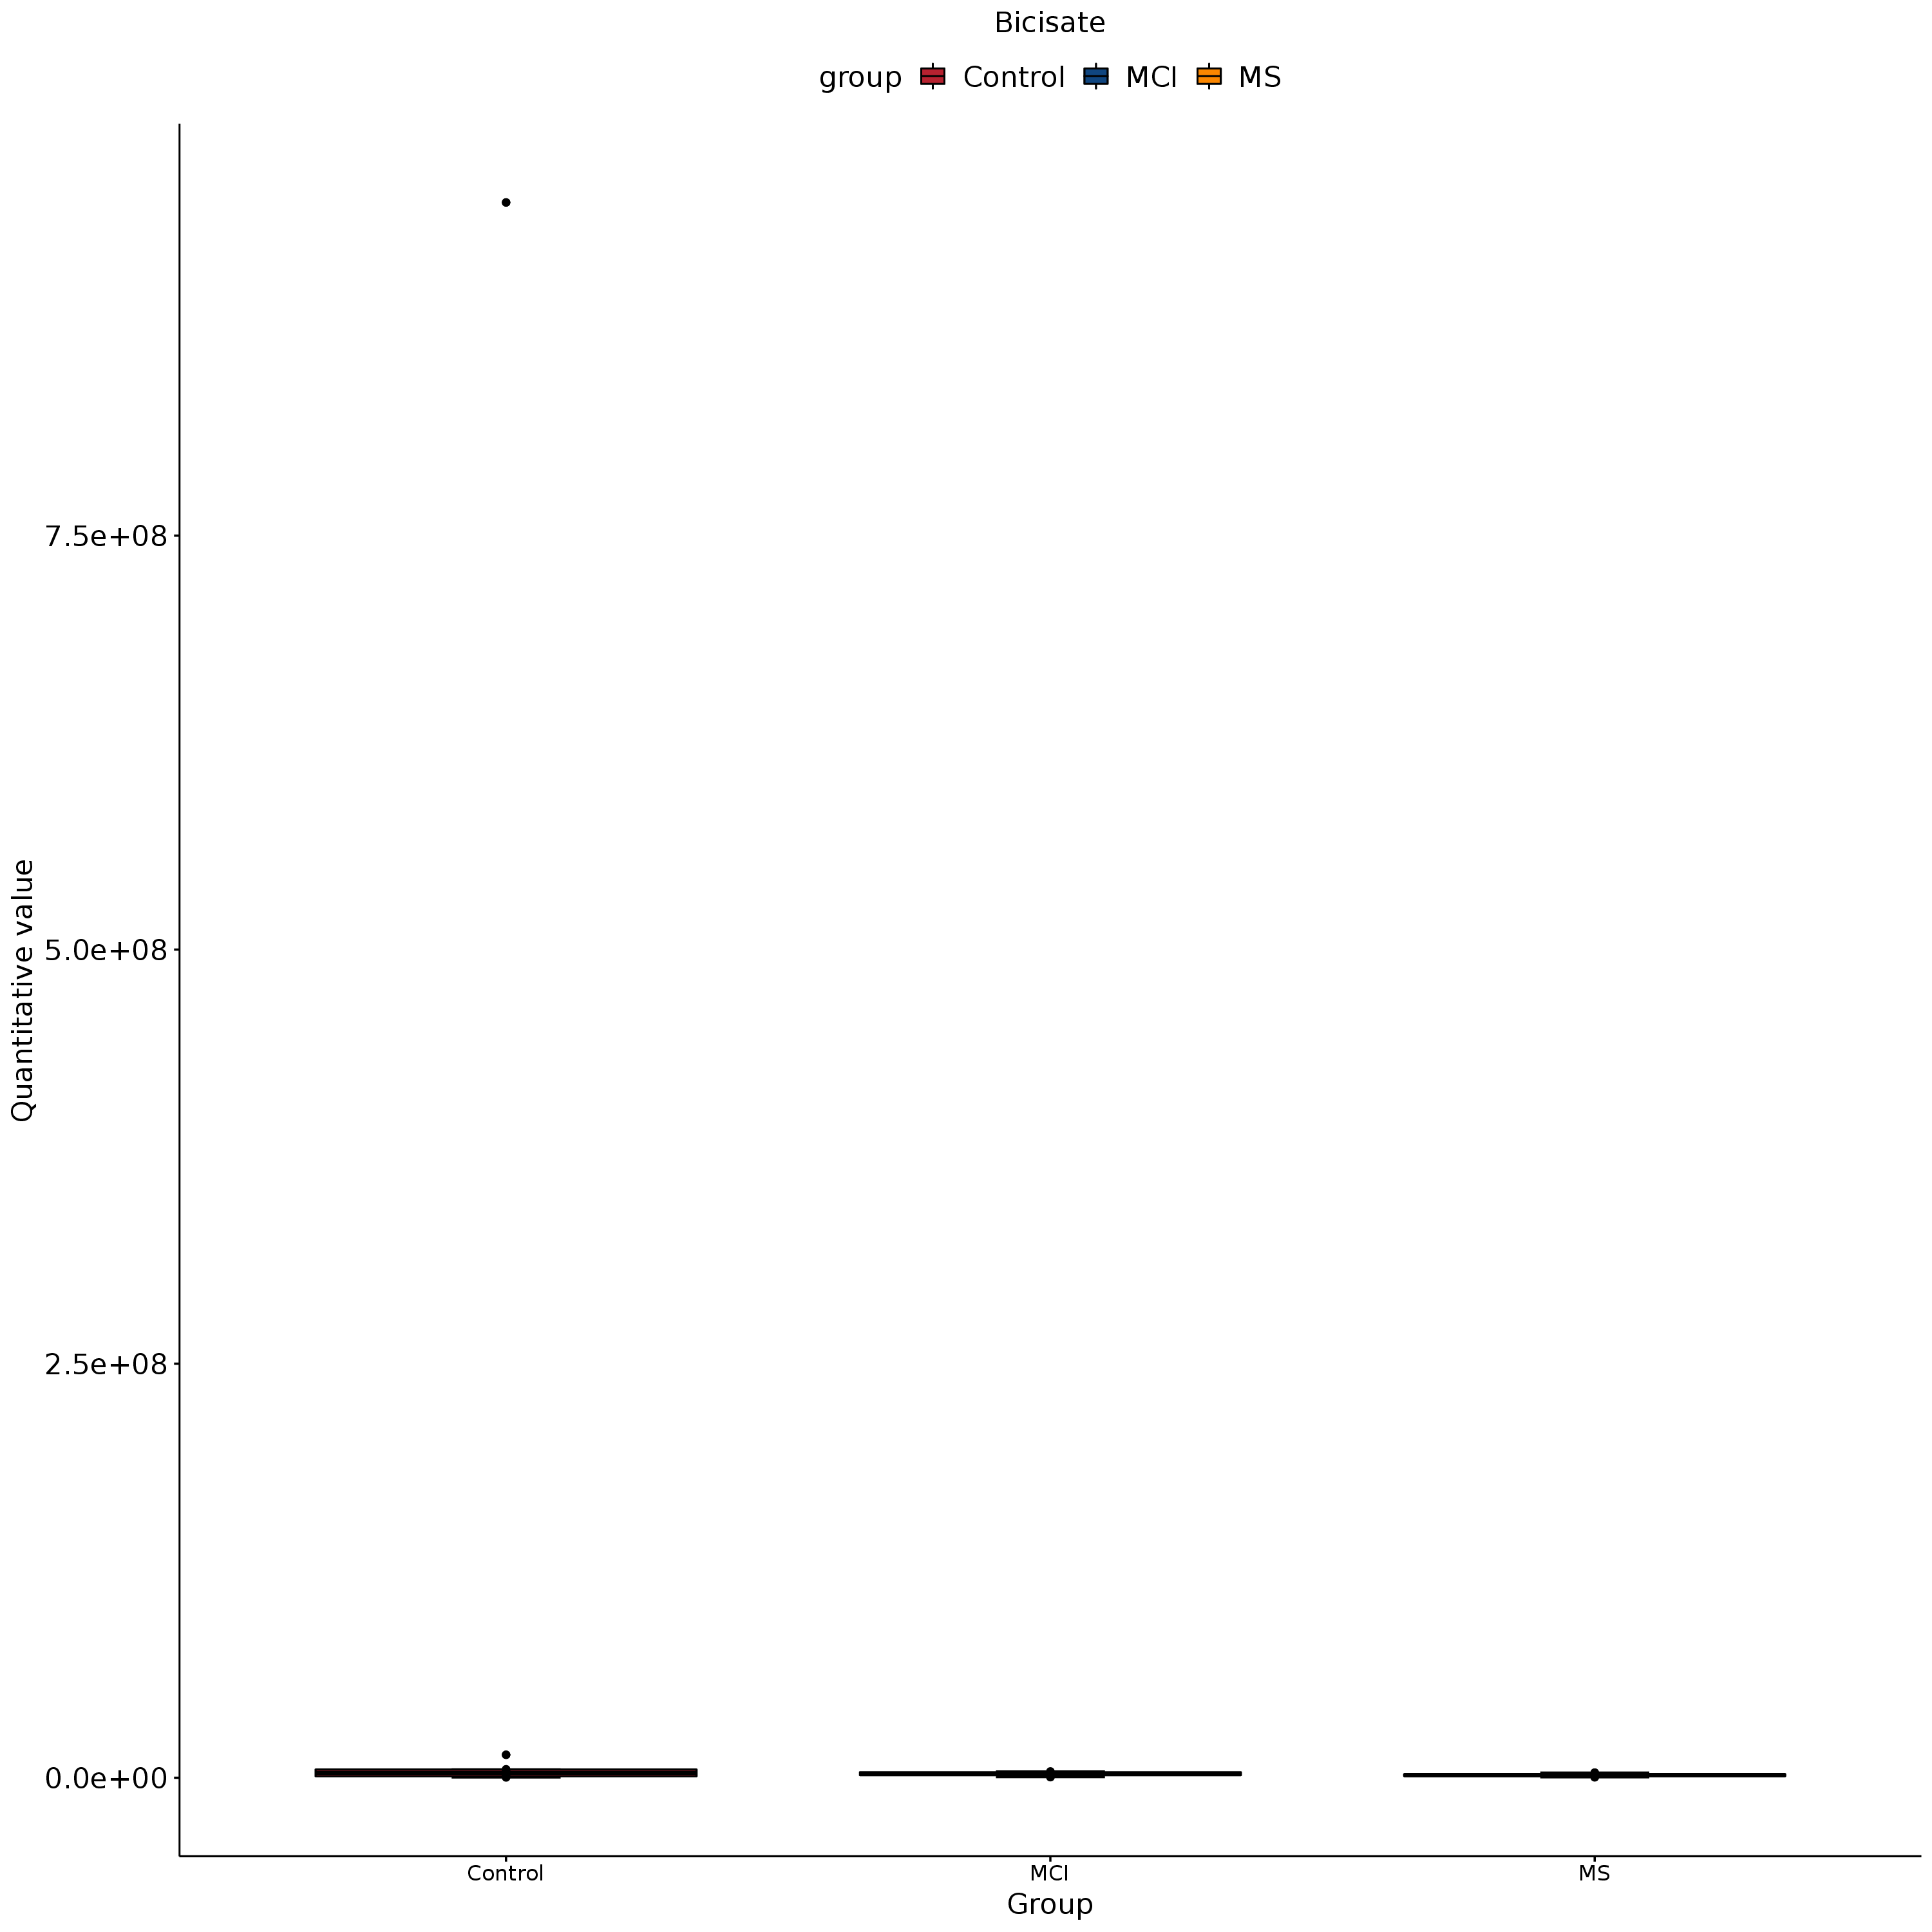 Bicisate
group Control MCI MS
Quantitative value
7.5e+08
5.0e+08
2.5e+08
0.0e+00
Control MCI MS
Group